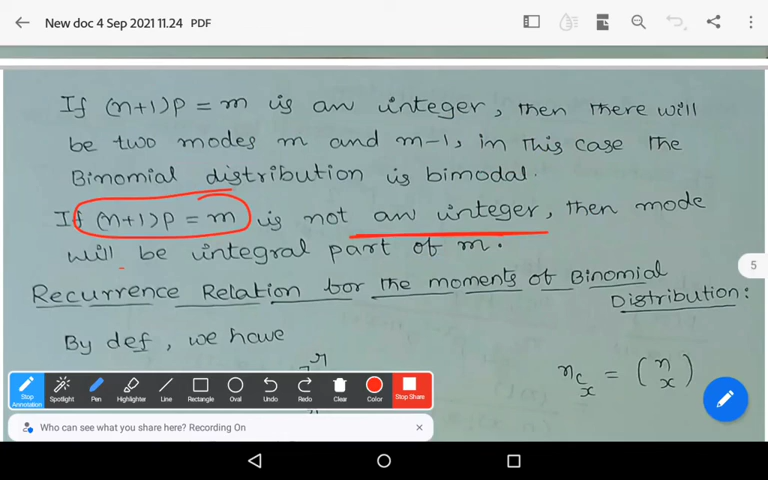 New doc 4 Sep 2021 11.24 PDF
If (n+1)p = m is an integer, then there will
be two modes m and m-1, in this case the
Binomial distribution is bimodal.
If (n+1)p = m is not an integer, then mode
will be integral part of m.
5
Recurrence Relation for the moments of Binomial
Distribution:
By def, we have
n
c
x = (n
x)
Stop Annotation Spotlight Pen Highlighter Line Rectangle Oval Undo Redo Clear Color Stop Share
Who can see what you share here? Recording On